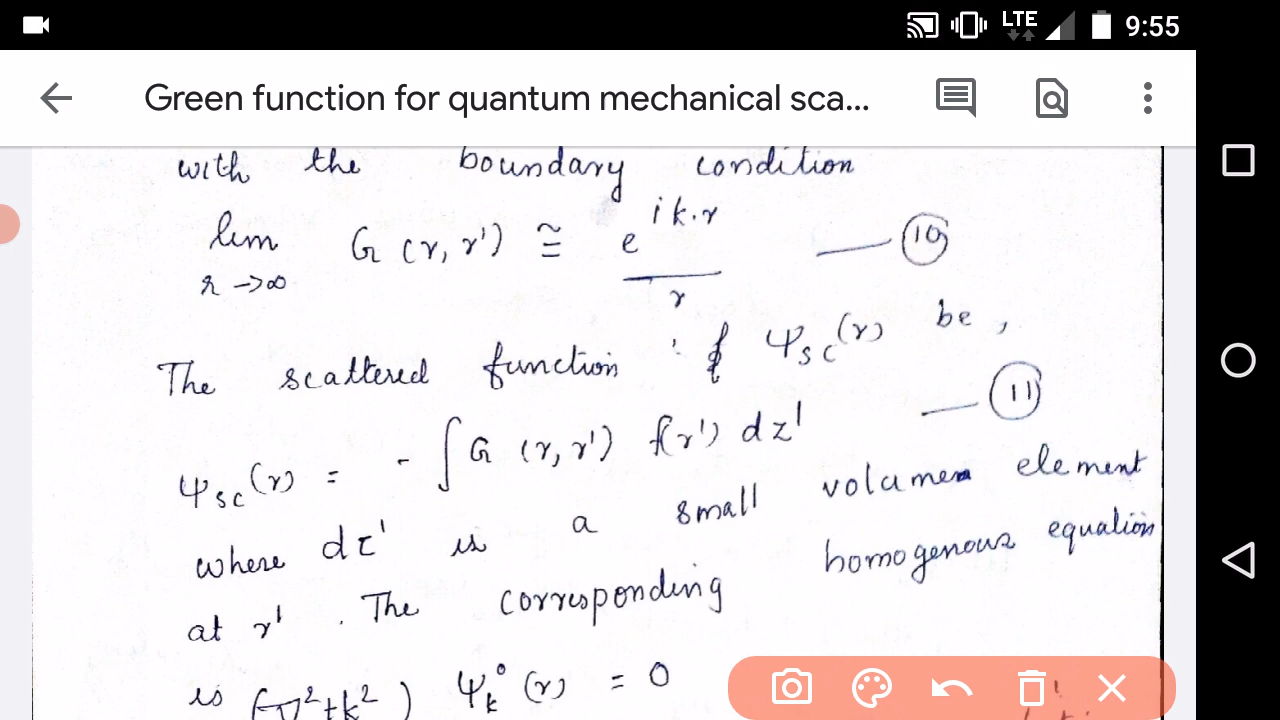 LTE 9:55
Green function for quantum mechanical sca...
with the boundary condition
lim G (r, r') ≅ e^{ik.r} / r — (10)
r → ∞
The scattered function ψsc(r) be,
ψsc(r) = - ∫ G (r, r') f(r') dτ' — (11)
where dτ' is a small volume element
at r'. The corresponding homogenous equation
is (∇²+k²) ψk°(r) = 0